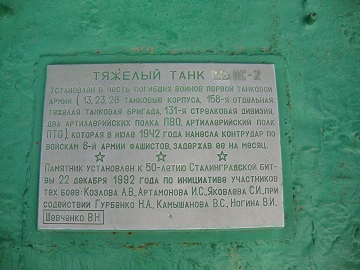 ТЯЖЕЛЫЙ ТАНК ИС-2
УСТАНОВЛЕН В ЧЕСТЬ ПОГИБШИХ ВОИНОВ ПЕРВОЙ ТАНКОВОЙ
АРМИИ ( 13, 23, 28 ТАНКОВЫЕ КОРПУСА, 158-Я ОТДЕЛЬНАЯ
ТЯЖЕЛАЯ ТАНКОВАЯ БРИГАДА, 131-Я СТРЕЛКОВАЯ ДИВИЗИЯ,
ДВА АРТИЛЛЕРИЙСКИХ ПОЛКА ПВО, АРТИЛЛЕРИЙСКИЙ ПОЛК
ПТО ) КОТОРАЯ В ИЮЛЕ 1942 ГОДА НАНЕСЛА КОНТРУДАР ПО
ВОЙСКАМ 6-Й АРМИИ ФАШИСТОВ, ЗАДЕРЖАВ ЕЕ НА МЕСЯЦ.
ПАМЯТНИК УСТАНОВЛЕН К 50-ЛЕТИЮ СТАЛИНГРАДСКОЙ БИТ-
ВЫ 22 ДЕКАБРЯ 1992 ГОДА ПО ИНИЦИАТИВЕ УЧАСТНИКОВ
ТЕХ БОЕВ: КОЗЛОВА А.В., АРТАМОНОВА И.С., ЯКОВЛЕВА С.И., ПРИ
СОДЕЙСТВИИ ГУРБЕНКО Н.А., КАМЫШАНОВА В.С., НОГИНА В.И.,
ШЕВЧЕНКО В.Н.